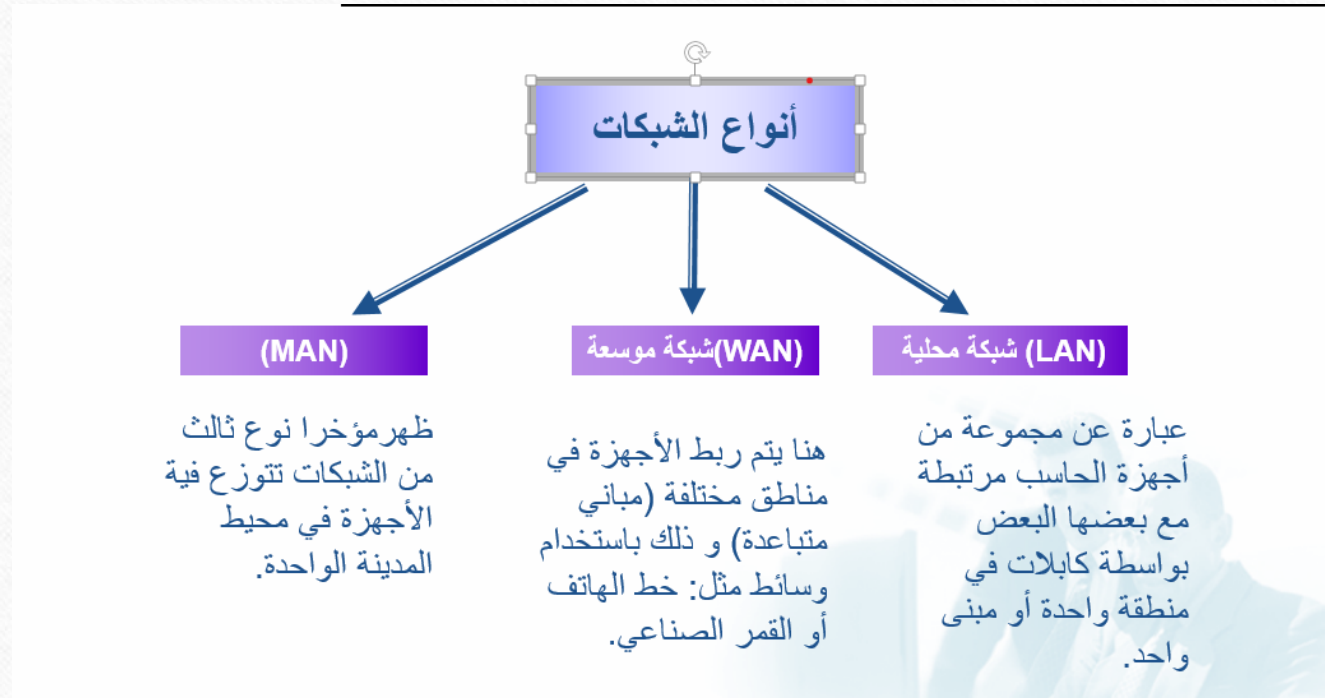 أنواع الشبكات
(LAN) شبكة محلية
عبارة عن مجموعة من
أجهزة الحاسب مرتبطة
مع بعضها البعض
بواسطة كابلات في
منطقة واحدة أو مبنى
واحد.
(WAN)شبكة موسعة
هنا يتم ربط الأجهزة في
مناطق مختلفة (مباني
متباعدة) و ذلك باستخدام
وسائط مثل: خط الهاتف
أو القمر الصناعي.
(MAN)
ظهرمؤخرا نوع ثالث
من الشبكات تتوزع فية
الأجهزة في محيط
المدينة الواحدة.